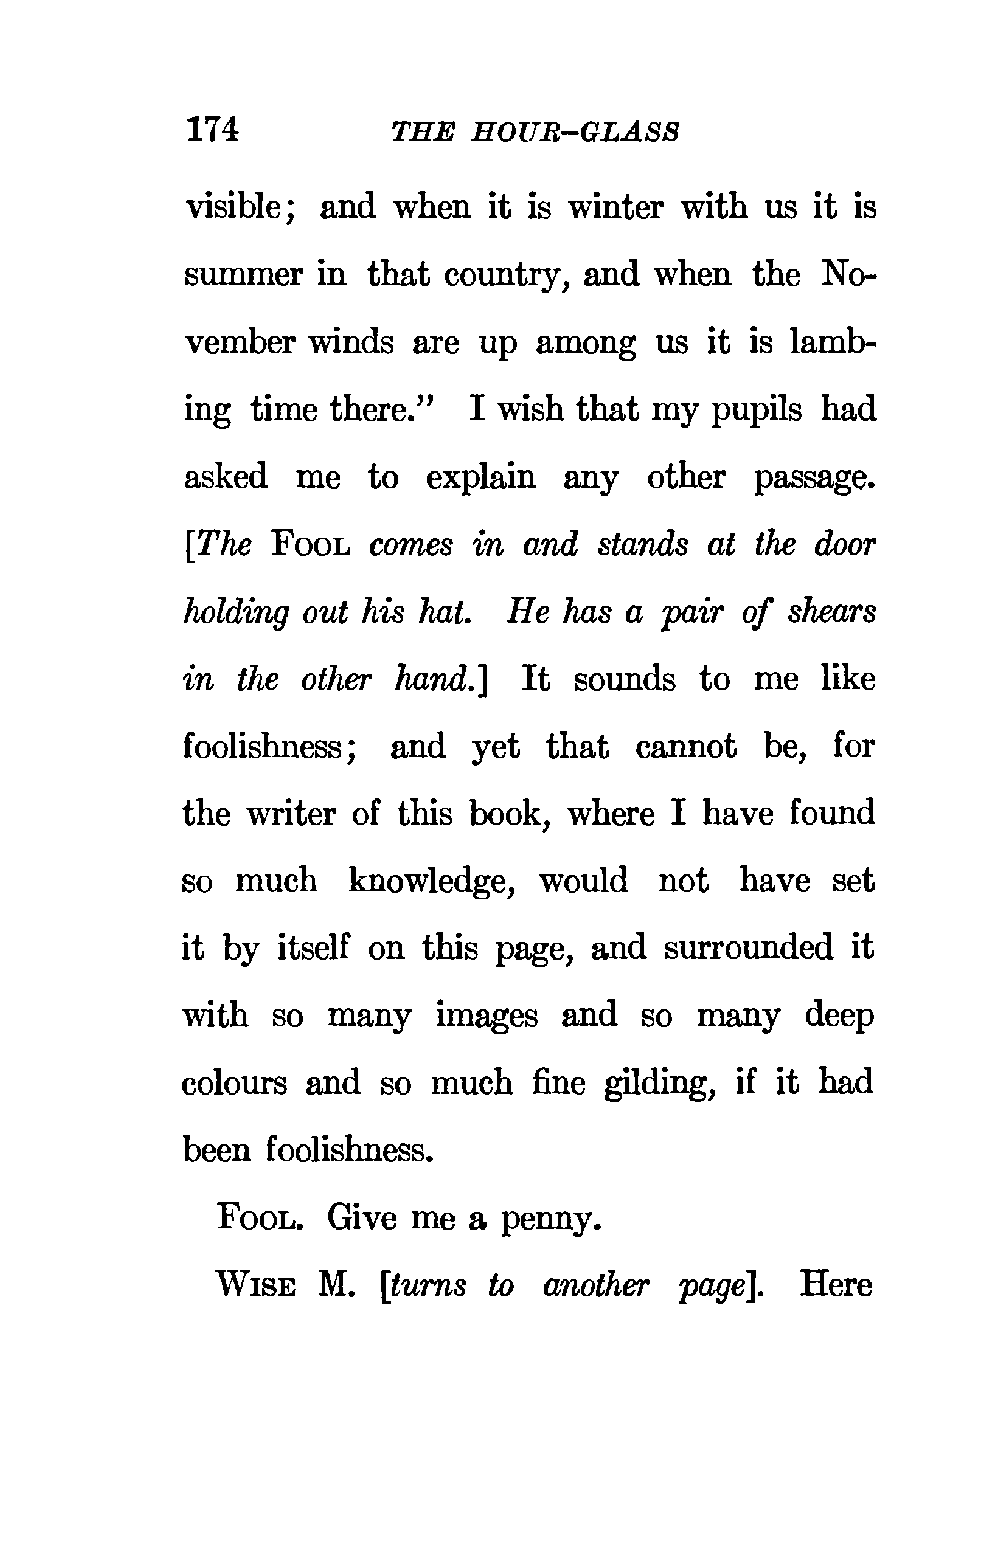 174 THE HOUR-GLASS
visible; and when it is winter with us it is
summer in that country, and when the No-
vember winds are up among us it is lamb-
ing time there.” I wish that my pupils had
asked me to explain any other passage.
[The FOOL comes in and stands at the door
holding out his hat. He has a pair of shears
in the other hand.] It sounds to me like
foolishness; and yet that cannot be, for
the writer of this book, where I have found
so much knowledge, would not have set
it by itself on this page, and surrounded it
with so many images and so many deep
colours and so much fine gilding, if it had
been foolishness.
FOOL. Give me a penny.
WISE M. [turns to another page]. Here